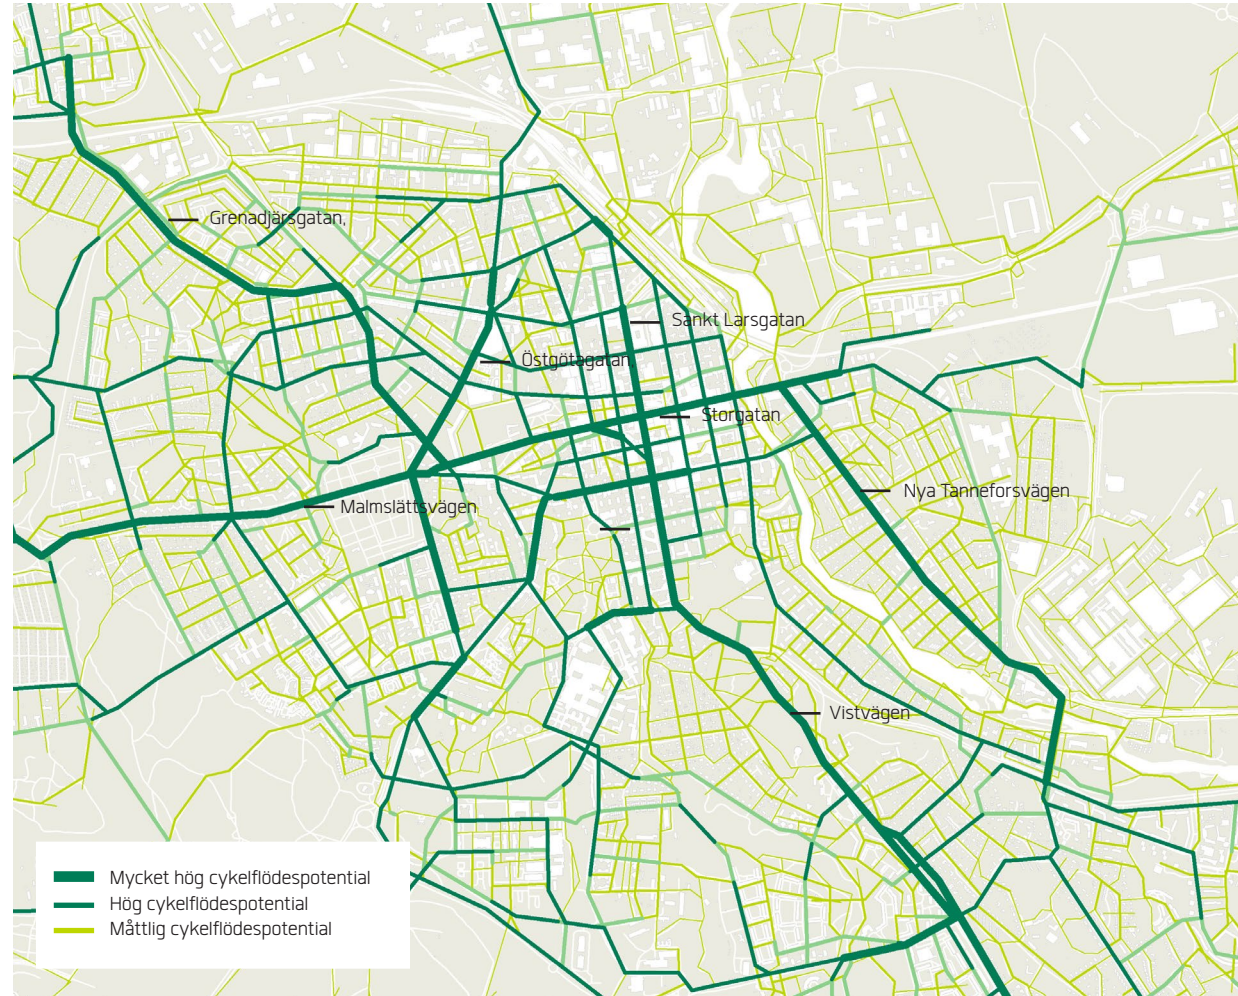 Grenadjärsgatan,
Sankt Larsgatan
Östgötagatan,
Storgatan
Nya Tanneforsvägen
Malmslättsvägen
Vistvägen
Mycket hög cykelflödespotential
Hög cykelflödespotential
Måttlig cykelflödespotential